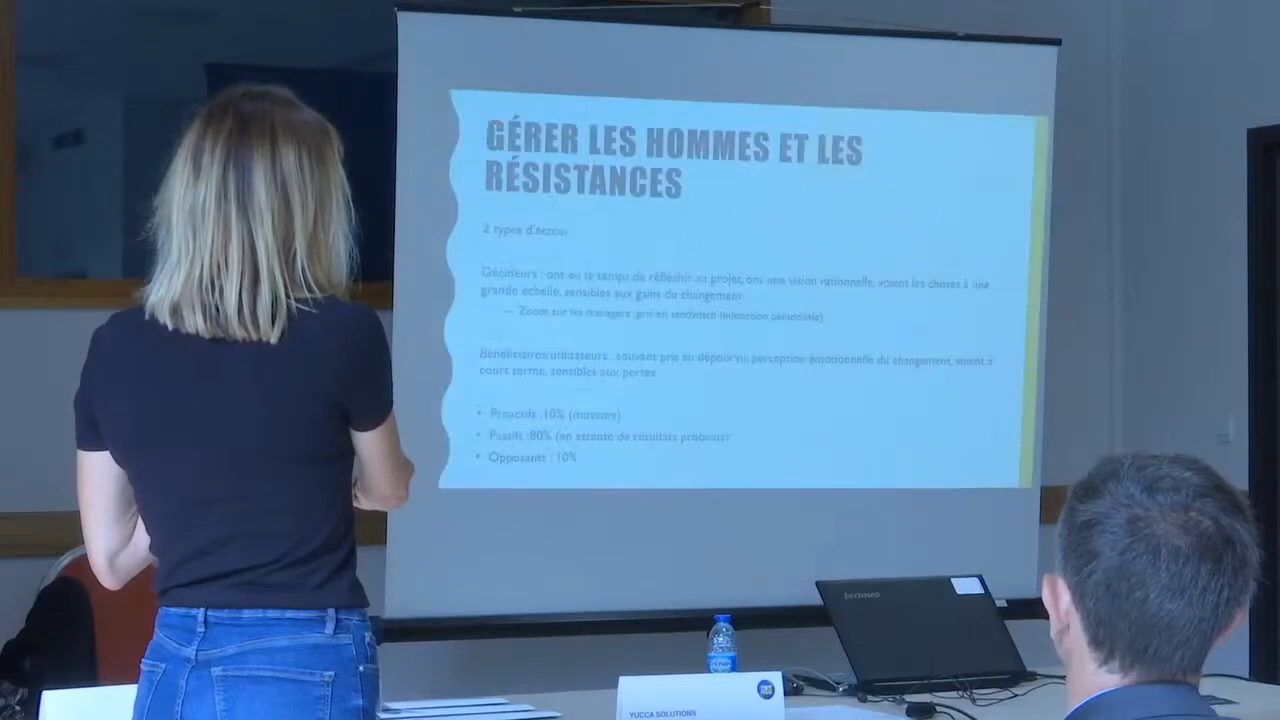 GÉRER LES HOMMES ET LES
RÉSISTANCES
2 types d'acteurs
Décideurs : ont eu le temps de réfléchir au projet, ont une vision rationnelle, voient les choses à une
grande échelle, sensibles aux gains du changement
– Zoom sur les managers : pris en sandwich (injonction paradoxale)
Bénéficiaires/utilisateurs : souvent pris au dépourvu, perception émotionnelle du changement, voient à
court terme, sensibles aux pertes
• Proactifs :10% (moteurs)
• Passifs :80% (en attente de résultats probants)
• Opposants : 10%
lenovo
YUCCA SOLUTIONS